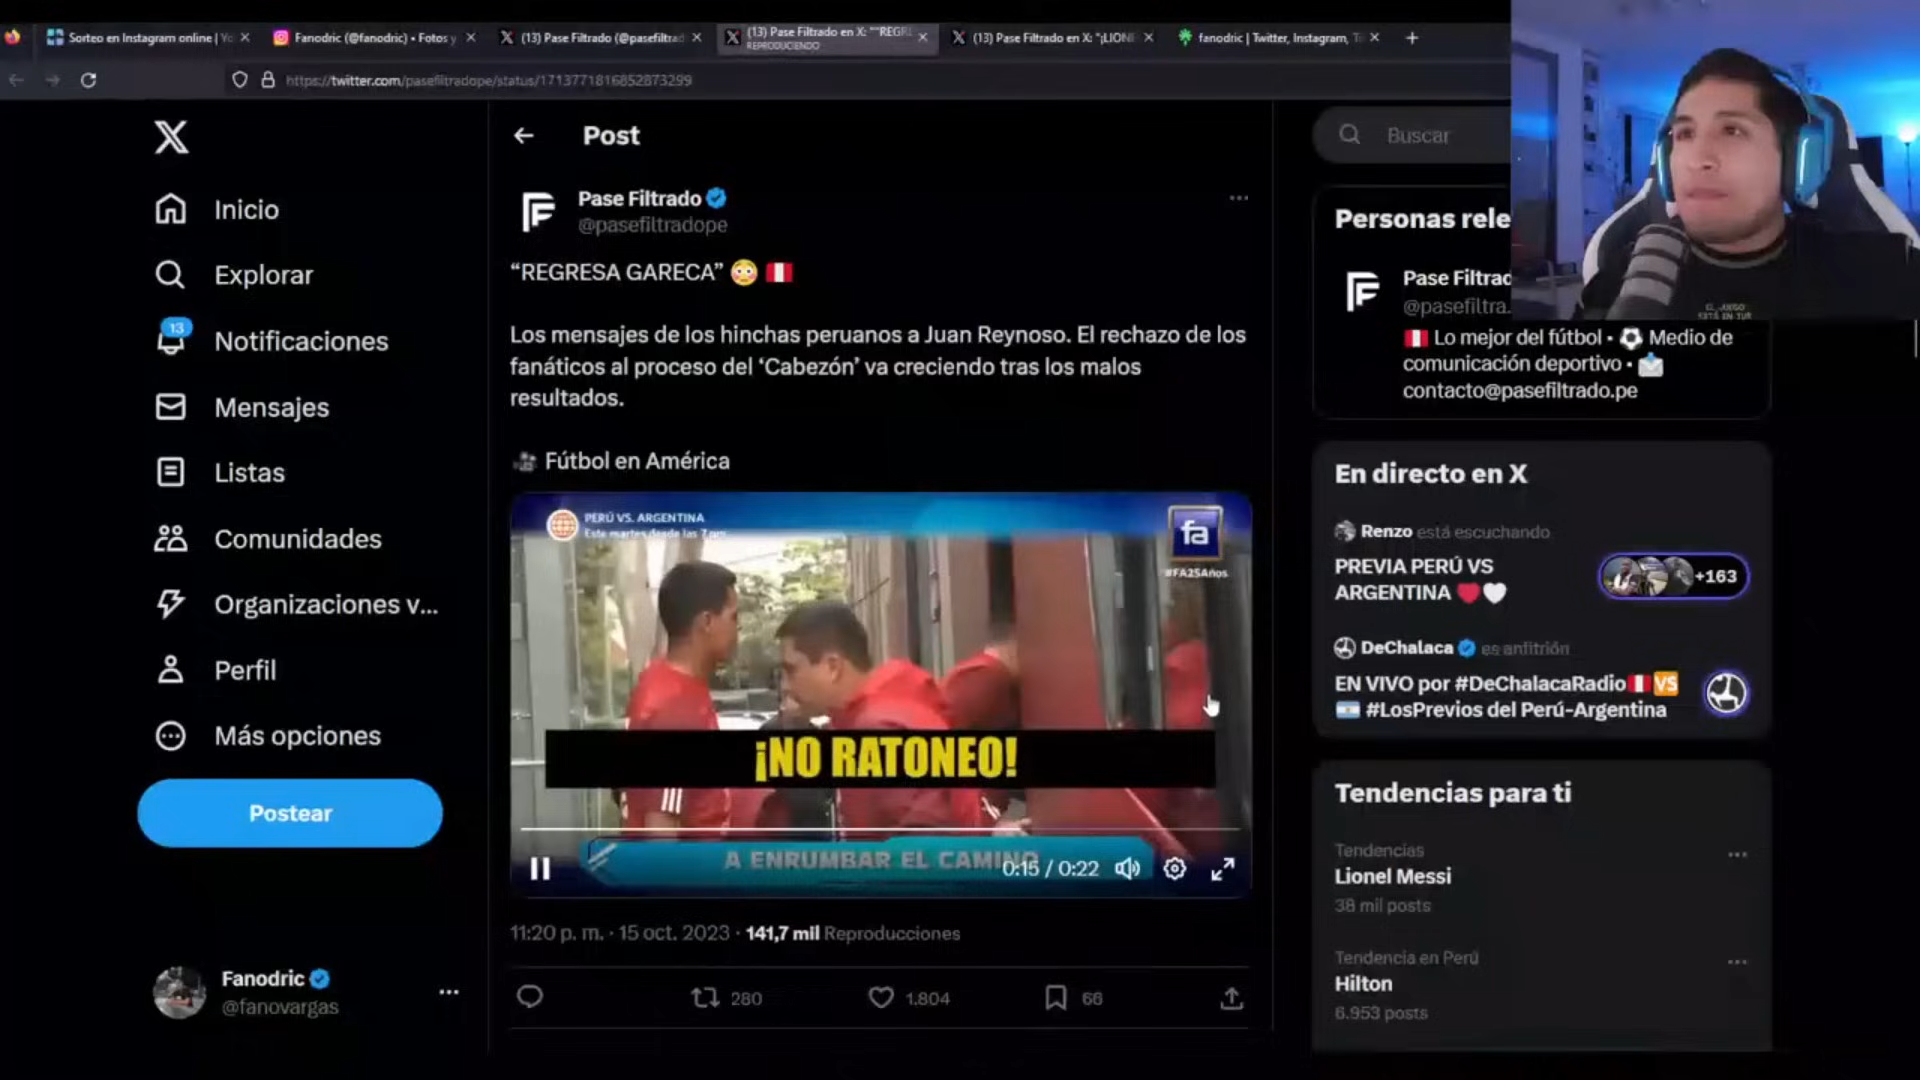 Sorteo en Instagram online |
Fanodric (@fanodric) • Fotos y
(13) Pase Filtrado (@pasefiltrad
(13) Pase Filtrado en X: "“REGR
REPRODUCIENDO
(13) Pase Filtrado en X: "¡LION
fanodric | Twitter, Instagram,
https://twitter.com/pasefiltradope/status/1713771816852873299
Post
Buscar
Inicio
Explorar
13
Notificaciones
Mensajes
Listas
Comunidades
Organizaciones v...
Perfil
Más opciones
Postear
Fanodric
@fanovargas
Pase Filtrado
@pasefiltradope
“REGRESA GARECA” 😳 🇵🇪
Los mensajes de los hinchas peruanos a Juan Reynoso. El rechazo de los
fanáticos al proceso del ‘Cabezón’ va creciendo tras los malos
resultados.
🎥 Fútbol en América
PERÚ VS. ARGENTINA
Este martes desde las 7 pm
fa
#FA25Años
¡NO RATONEO!
A ENRUMBAR EL CAMINO
0:15 / 0:22
11:20 p. m. · 15 oct. 2023 · 141,7 mil Reproducciones
280
1.804
66
Personas rele
Pase Filtrad
@pasefiltra.
🇵🇪 Lo mejor del fútbol • ⚽ Medio de
comunicación deportivo • 📩
contacto@pasefiltrado.pe
En directo en X
Renzo está escuchando
PREVIA PERÚ VS
ARGENTINA ❤️🤍
+163
DeChalaca es anfitrión
EN VIVO por #DeChalacaRadio🇵🇪🆚
🇦🇷 #LosPrevios del Perú-Argentina
Tendencias para ti
Tendencias
Lionel Messi
38 mil posts
Tendencia en Perú
Hilton
6.953 posts
EL JUEGO